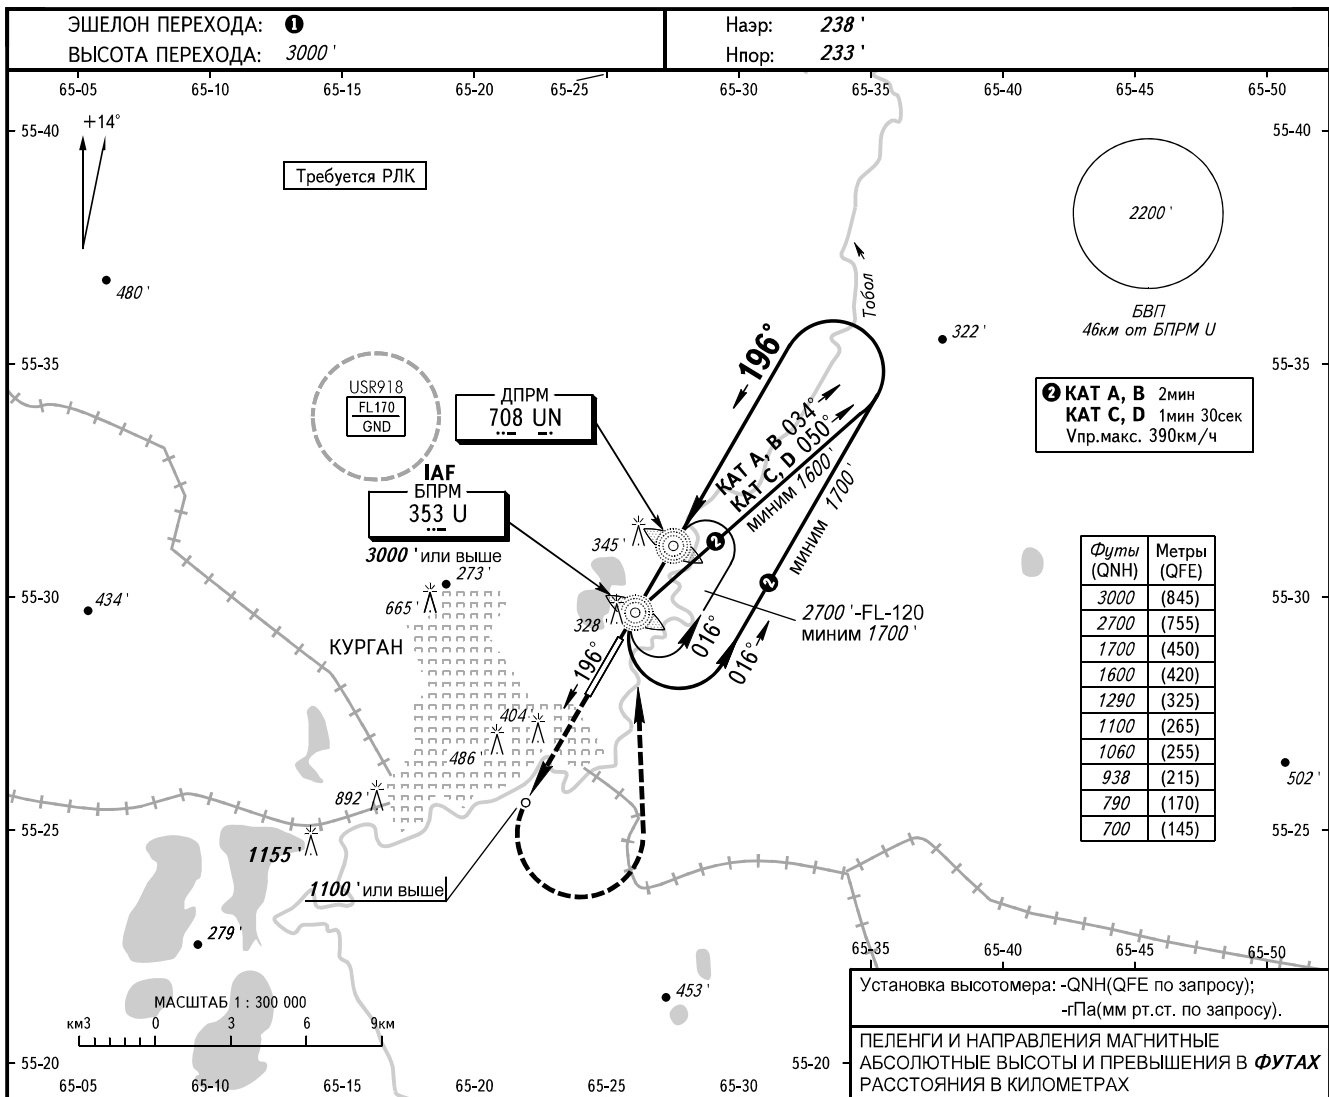 ЭШЕЛОН ПЕРЕХОДА: 1
ВЫСОТА ПЕРЕХОДА: 3000 '
Наэр: 238 '
Нпор: 233 '
65-05 65-10 65-15 65-20 65-25 65-30 65-35 65-40 65-45 65-50
55-40
55-40
+14°
Требуется РЛК
2200 '
БВП
46км от БПРМ U
480 '
Тобол
322 '
55-35
55-35
196°
USR918
FL170
GND
ДПРМ
708 UN
2 КАТ A, B 2мин
КАТ C, D 1мин 30сек
Vпр.макс. 390км/ч
КАТ A, B 034°
КАТ C, D 050°
миним 1600'
миним 1700'
IAF
БПРМ
353 U
3000 ' или выше
345 '
2
2
273 '
665 '
434 '
328 '
55-30
55-30
2700 '-FL-120
миним 1700 '
016°
016°
КУРГАН
196°
Футы (QNH) Метры (QFE)
3000 (845)
2700 (755)
1700 (450)
1600 (420)
1290 (325)
1100 (265)
1060 (255)
938 (215)
790 (170)
700 (145)
404 '
486 '
502 '
892 '
55-25
55-25
1155 '
1100 ' или выше
279 '
453 '
65-35 65-40 65-45 65-50
МАСШТАБ 1 : 300 000
км3 0 3 6 9км
Установка высотомера: -QNH(QFE по запросу);
-гПа(мм рт.ст. по запросу).
ПЕЛЕНГИ И НАПРАВЛЕНИЯ МАГНИТНЫЕ
АБСОЛЮТНЫЕ ВЫСОТЫ И ПРЕВЫШЕНИЯ В ФУТАХ
РАССТОЯНИЯ В КИЛОМЕТРАХ
55-20
55-20
65-05 65-10 65-15 65-20 65-25 65-30